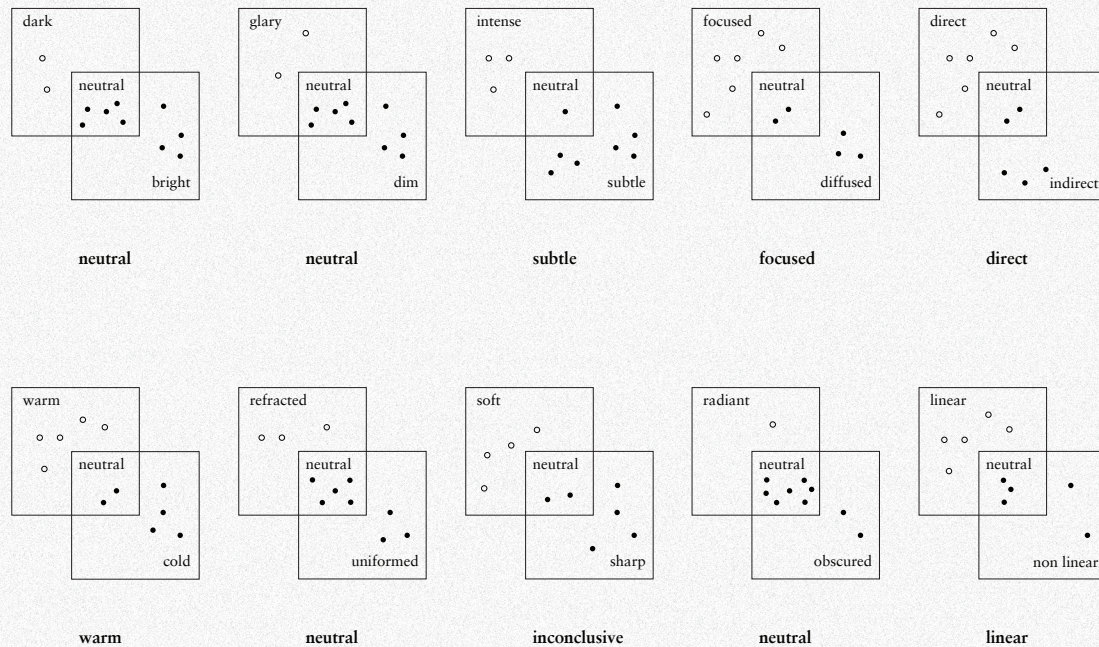 dark
neutral
bright
neutral
glary
neutral
dim
neutral
intense
neutral
subtle
subtle
focused
neutral
diffused
focused
direct
neutral
indirect
direct
warm
neutral
cold
warm
refracted
neutral
uniformed
neutral
soft
neutral
sharp
inconclusive
radiant
neutral
obscured
neutral
linear
neutral
non linear
linear